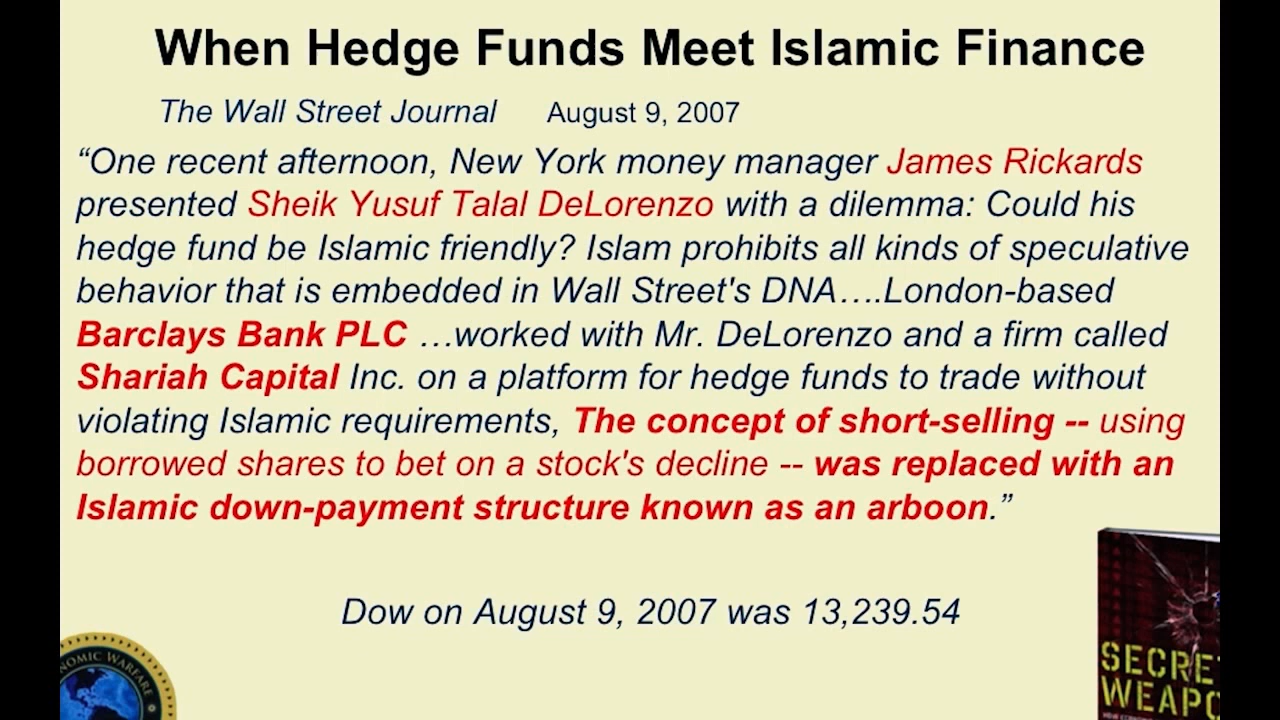 When Hedge Funds Meet Islamic Finance
The Wall Street Journal August 9, 2007
“One recent afternoon, New York money manager James Rickards
presented Sheik Yusuf Talal DeLorenzo with a dilemma: Could his
hedge fund be Islamic friendly? Islam prohibits all kinds of speculative
behavior that is embedded in Wall Street's DNA….London-based
Barclays Bank PLC …worked with Mr. DeLorenzo and a firm called
Shariah Capital Inc. on a platform for hedge funds to trade without
violating Islamic requirements, The concept of short-selling -- using
borrowed shares to bet on a stock's decline -- was replaced with an
Islamic down-payment structure known as an arboon.”
Dow on August 9, 2007 was 13,239.54
NOMIC WARFARE
SECRE
WEAPO